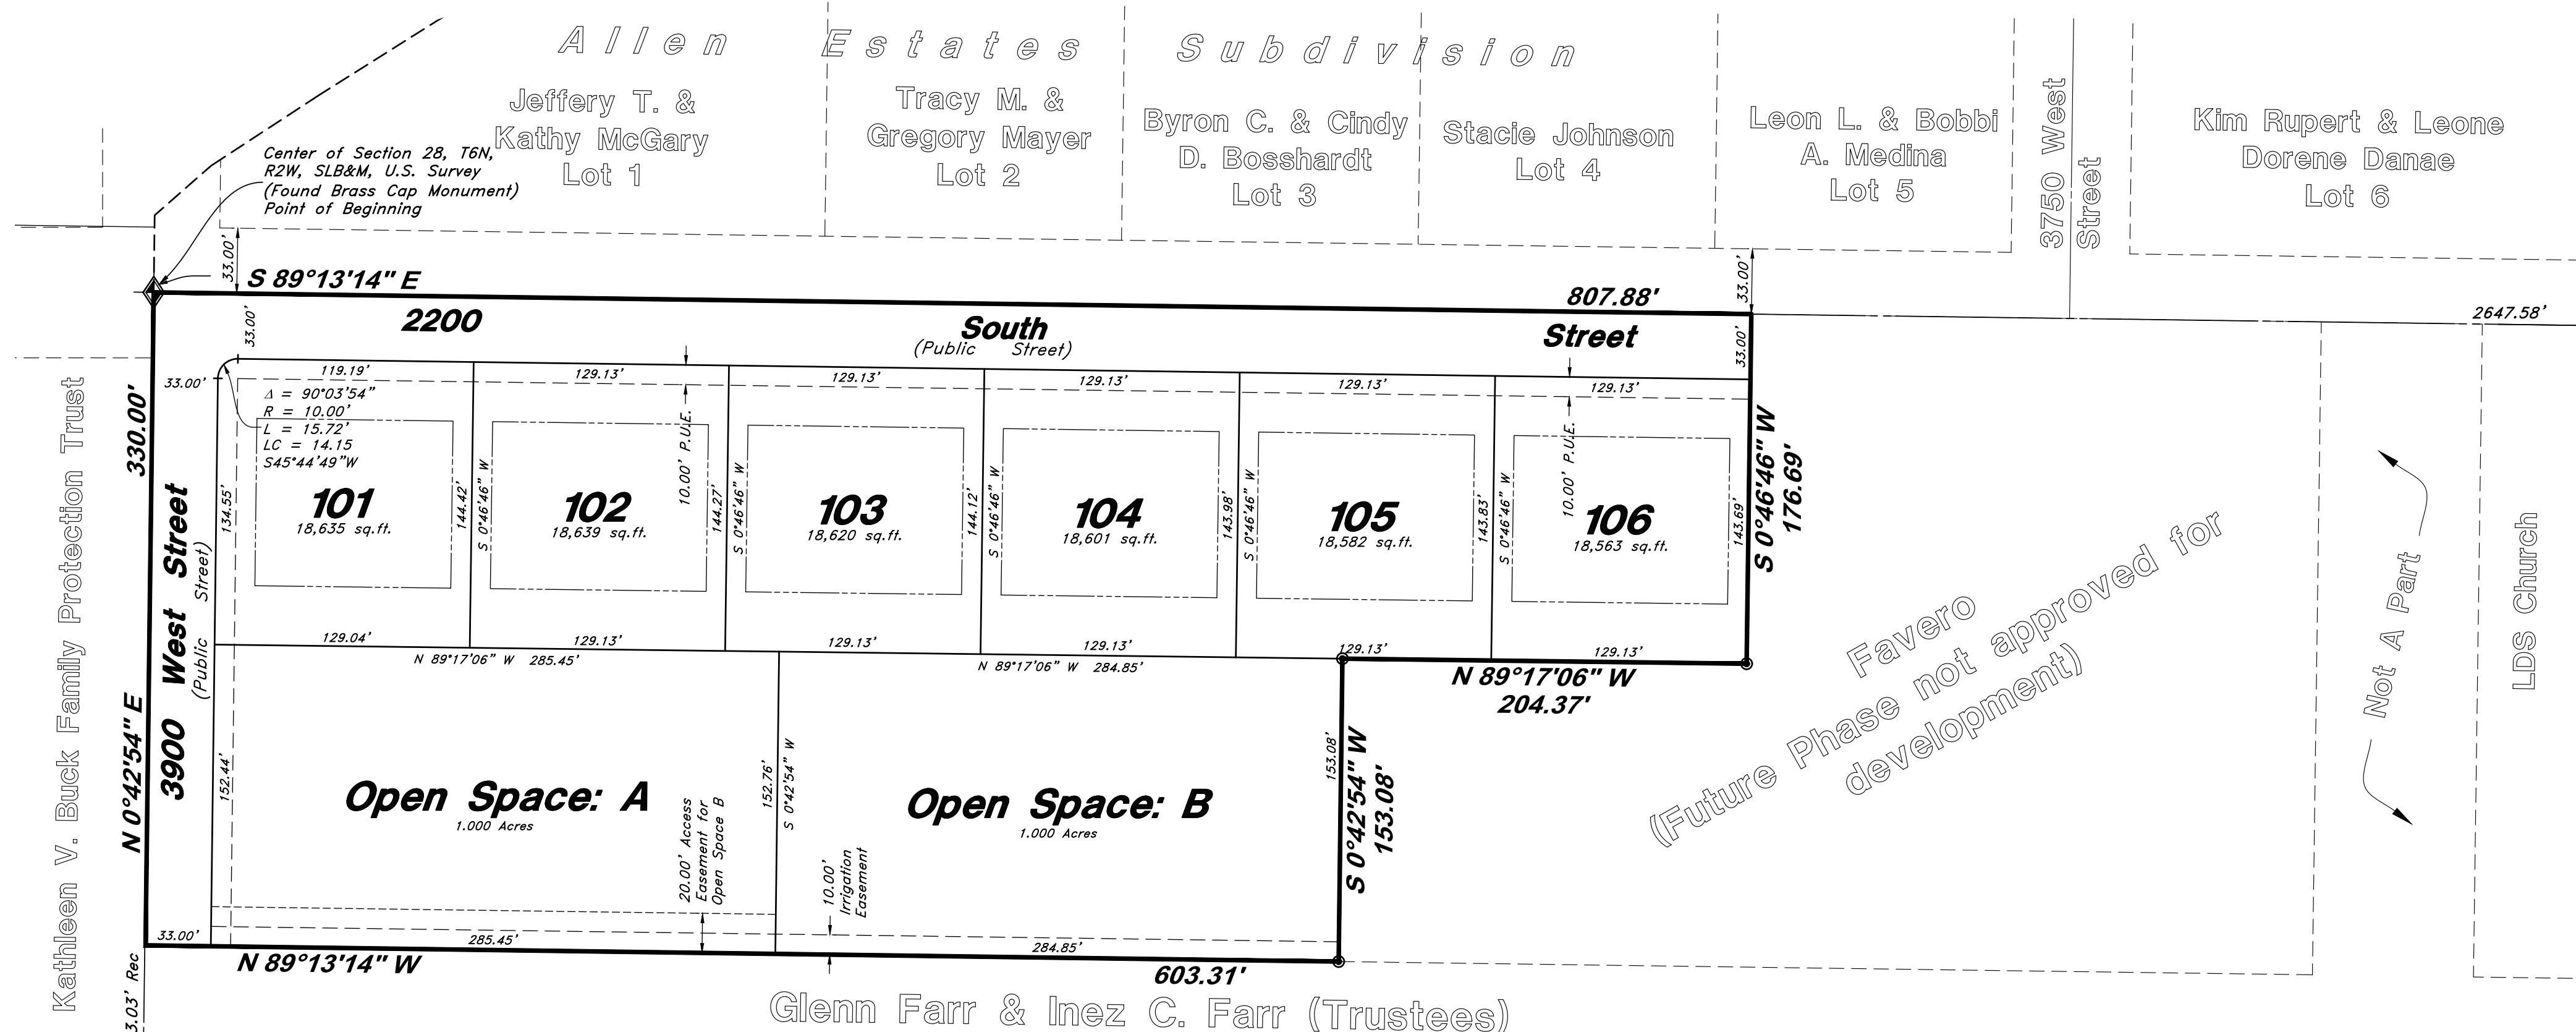 Allen Estates Subdivision
Jeffery T. &
Kathy McGary
Lot 1
Tracy M. &
Gregory Mayer
Lot 2
Byron C. & Cindy
D. Bosshardt
Lot 3
Stacie Johnson
Lot 4
Leon L. & Bobbi
A. Medina
Lot 5
3750 West
Street
Kim Rupert & Leone
Dorene Danae
Lot 6
Center of Section 28, T6N,
R2W, SLB&M, U.S. Survey
(Found Brass Cap Monument)
Point of Beginning
33.00'
S 89°13'14" E
807.88'
33.00'
2647.58'
33.00'
2200 South Street
(Public Street)
33.00'
33.00'
119.19'
129.13'
129.13'
129.13'
129.13'
129.13'
Δ = 90°03'54"
R = 10.00'
L = 15.72'
LC = 14.15
S45°44'49"W
10.00' P.U.E.
10.00' P.U.E.
330.00'
N 0°42'54" E
3900 West Street
(Public Street)
Kathleen V. Buck Family Protection Trust
134.55'
101
18,635 sq.ft.
144.42'
S 0°46'46" W
102
18,639 sq.ft.
144.27'
S 0°46'46" W
103
18,620 sq.ft.
144.12'
S 0°46'46" W
104
18,601 sq.ft.
143.98'
S 0°46'46" W
105
18,582 sq.ft.
143.83'
S 0°46'46" W
106
18,563 sq.ft.
143.69'
S 0°46'46" W
176.69'
129.04'
129.13'
129.13'
129.13'
129.13'
129.13'
N 89°17'06" W 285.45'
N 89°17'06" W 284.85'
N 89°17'06" W
204.37'
152.44'
Open Space: A
1.000 Acres
20.00' Access
Easement for
Open Space B
152.76'
S 0°42'54" W
10.00'
Irrigation
Easement
Open Space: B
1.000 Acres
153.08'
S 0°42'54" W
153.08'
Favero
(Future Phase not approved for
development)
Not A Part
LDS Church
33.00'
285.45'
284.85'
N 89°13'14" W
603.31'
3.03' Rec
Glenn Farr & Inez C. Farr (Trustees)